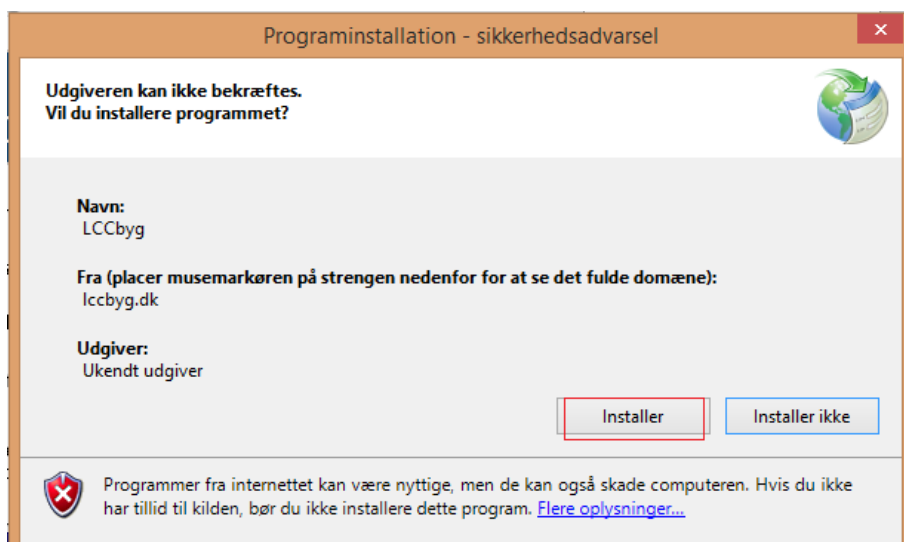 Programinstallation - sikkerhedsadvarsel
Udgiveren kan ikke bekræftes.
Vil du installere programmet?
Navn:
LCCbyg
Fra (placer musemarkøren på strengen nedenfor for at se det fulde domæne):
lccbyg.dk
Udgiver:
Ukendt udgiver
Installer
Installer ikke
Programmer fra internettet kan være nyttige, men de kan også skade computeren. Hvis du ikke
har tillid til kilden, bør du ikke installere dette program. Flere oplysninger...